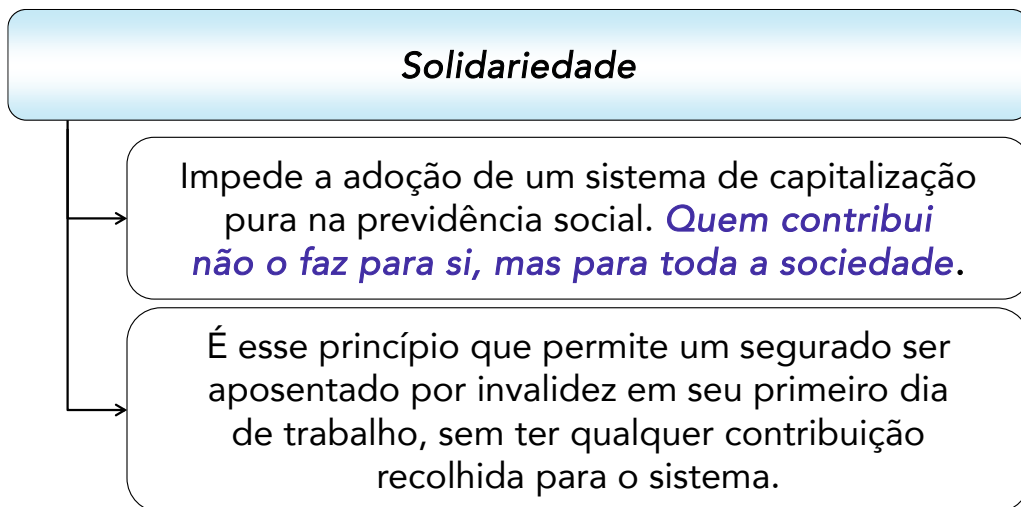 Solidariedade
Impede a adoção de um sistema de capitalização
pura na previdência social. Quem contribui
não o faz para si, mas para toda a sociedade.
É esse princípio que permite um segurado ser
aposentado por invalidez em seu primeiro dia
de trabalho, sem ter qualquer contribuição
recolhida para o sistema.